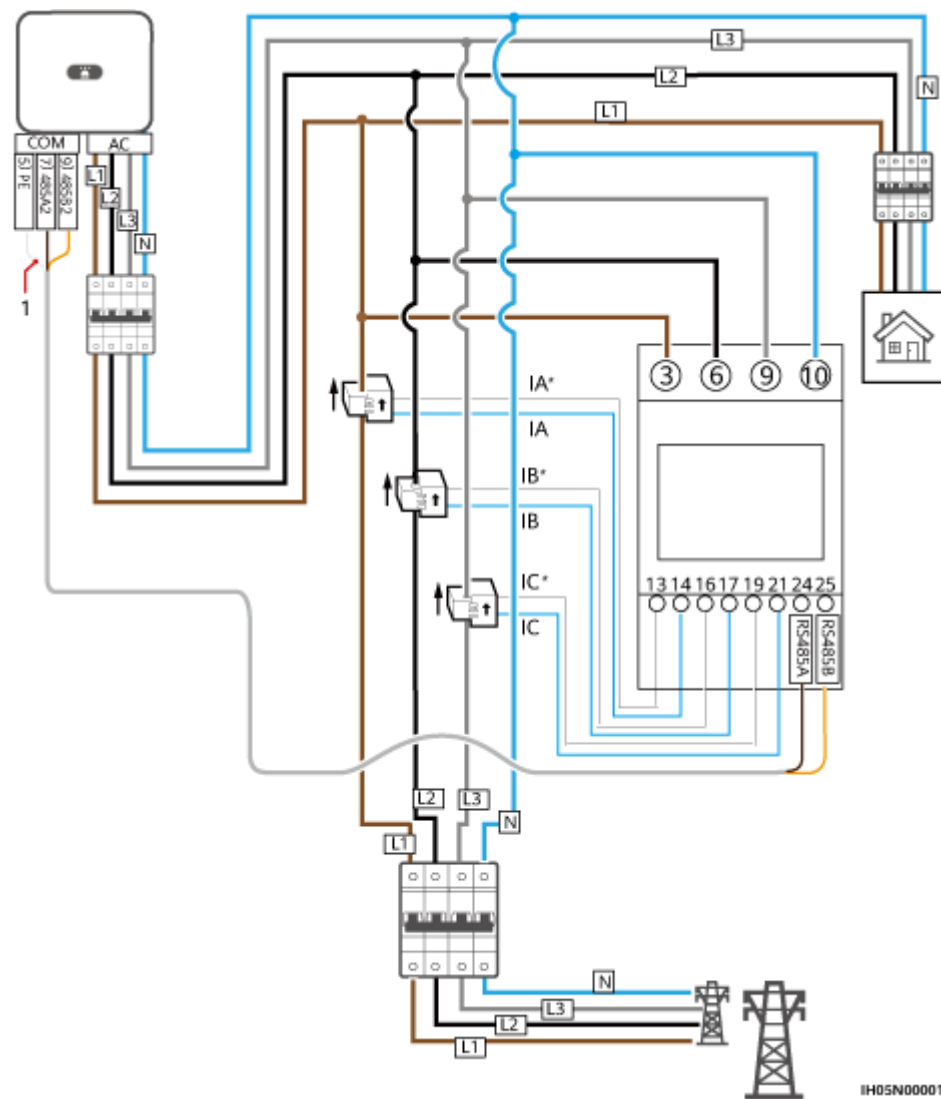 L3
L2
N
L1
COM
AC
5) PE
7) 485A2
9) 485B2
L1
L2
L3
N
1
3
6
9
10
IA*
IA
IB*
IB
IC*
IC
13
14
16
17
19
21
24
25
RS485A
RS485B
L2
L3
N
L1
N
L3
L2
L1
IH05N00001